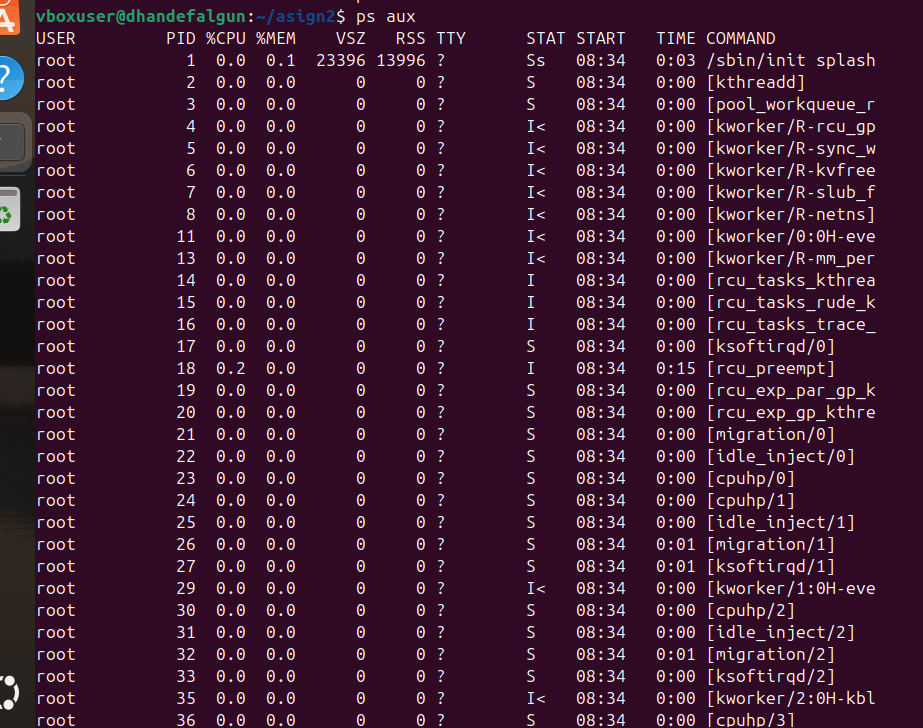 vboxuser@dhandefalgun:~/asign2$ ps aux
USER         PID %CPU %MEM    VSZ   RSS TTY         STAT START   TIME COMMAND
root           1  0.0  0.1  23396 13996 ?           Ss   08:34   0:03 /sbin/init splash
root           2  0.0  0.0      0     0 ?           S    08:34   0:00 [kthreadd]
root           3  0.0  0.0      0     0 ?           S    08:34   0:00 [pool_workqueue_r
root           4  0.0  0.0      0     0 ?           I<   08:34   0:00 [kworker/R-rcu_gp
root           5  0.0  0.0      0     0 ?           I<   08:34   0:00 [kworker/R-sync_w
root           6  0.0  0.0      0     0 ?           I<   08:34   0:00 [kworker/R-kvfree
root           7  0.0  0.0      0     0 ?           I<   08:34   0:00 [kworker/R-slub_f
root           8  0.0  0.0      0     0 ?           I<   08:34   0:00 [kworker/R-netns]
root          11  0.0  0.0      0     0 ?           I<   08:34   0:00 [kworker/0:0H-eve
root          13  0.0  0.0      0     0 ?           I<   08:34   0:00 [kworker/R-mm_per
root          14  0.0  0.0      0     0 ?           I    08:34   0:00 [rcu_tasks_kthrea
root          15  0.0  0.0      0     0 ?           I    08:34   0:00 [rcu_tasks_rude_k
root          16  0.0  0.0      0     0 ?           I    08:34   0:00 [rcu_tasks_trace_
root          17  0.0  0.0      0     0 ?           S    08:34   0:00 [ksoftirqd/0]
root          18  0.2  0.0      0     0 ?           I    08:34   0:15 [rcu_preempt]
root          19  0.0  0.0      0     0 ?           S    08:34   0:00 [rcu_exp_par_gp_k
root          20  0.0  0.0      0     0 ?           S    08:34   0:00 [rcu_exp_gp_kthre
root          21  0.0  0.0      0     0 ?           S    08:34   0:00 [migration/0]
root          22  0.0  0.0      0     0 ?           S    08:34   0:00 [idle_inject/0]
root          23  0.0  0.0      0     0 ?           S    08:34   0:00 [cpuhp/0]
root          24  0.0  0.0      0     0 ?           S    08:34   0:00 [cpuhp/1]
root          25  0.0  0.0      0     0 ?           S    08:34   0:00 [idle_inject/1]
root          26  0.0  0.0      0     0 ?           S    08:34   0:01 [migration/1]
root          27  0.0  0.0      0     0 ?           S    08:34   0:01 [ksoftirqd/1]
root          29  0.0  0.0      0     0 ?           I<   08:34   0:00 [kworker/1:0H-eve
root          30  0.0  0.0      0     0 ?           S    08:34   0:00 [cpuhp/2]
root          31  0.0  0.0      0     0 ?           S    08:34   0:00 [idle_inject/2]
root          32  0.0  0.0      0     0 ?           S    08:34   0:01 [migration/2]
root          33  0.0  0.0      0     0 ?           S    08:34   0:00 [ksoftirqd/2]
root          35  0.0  0.0      0     0 ?           I<   08:34   0:00 [kworker/2:0H-kbl
root          36  0.0  0.0      0     0 ?           S    08:34   0:00 [cpuhp/3]